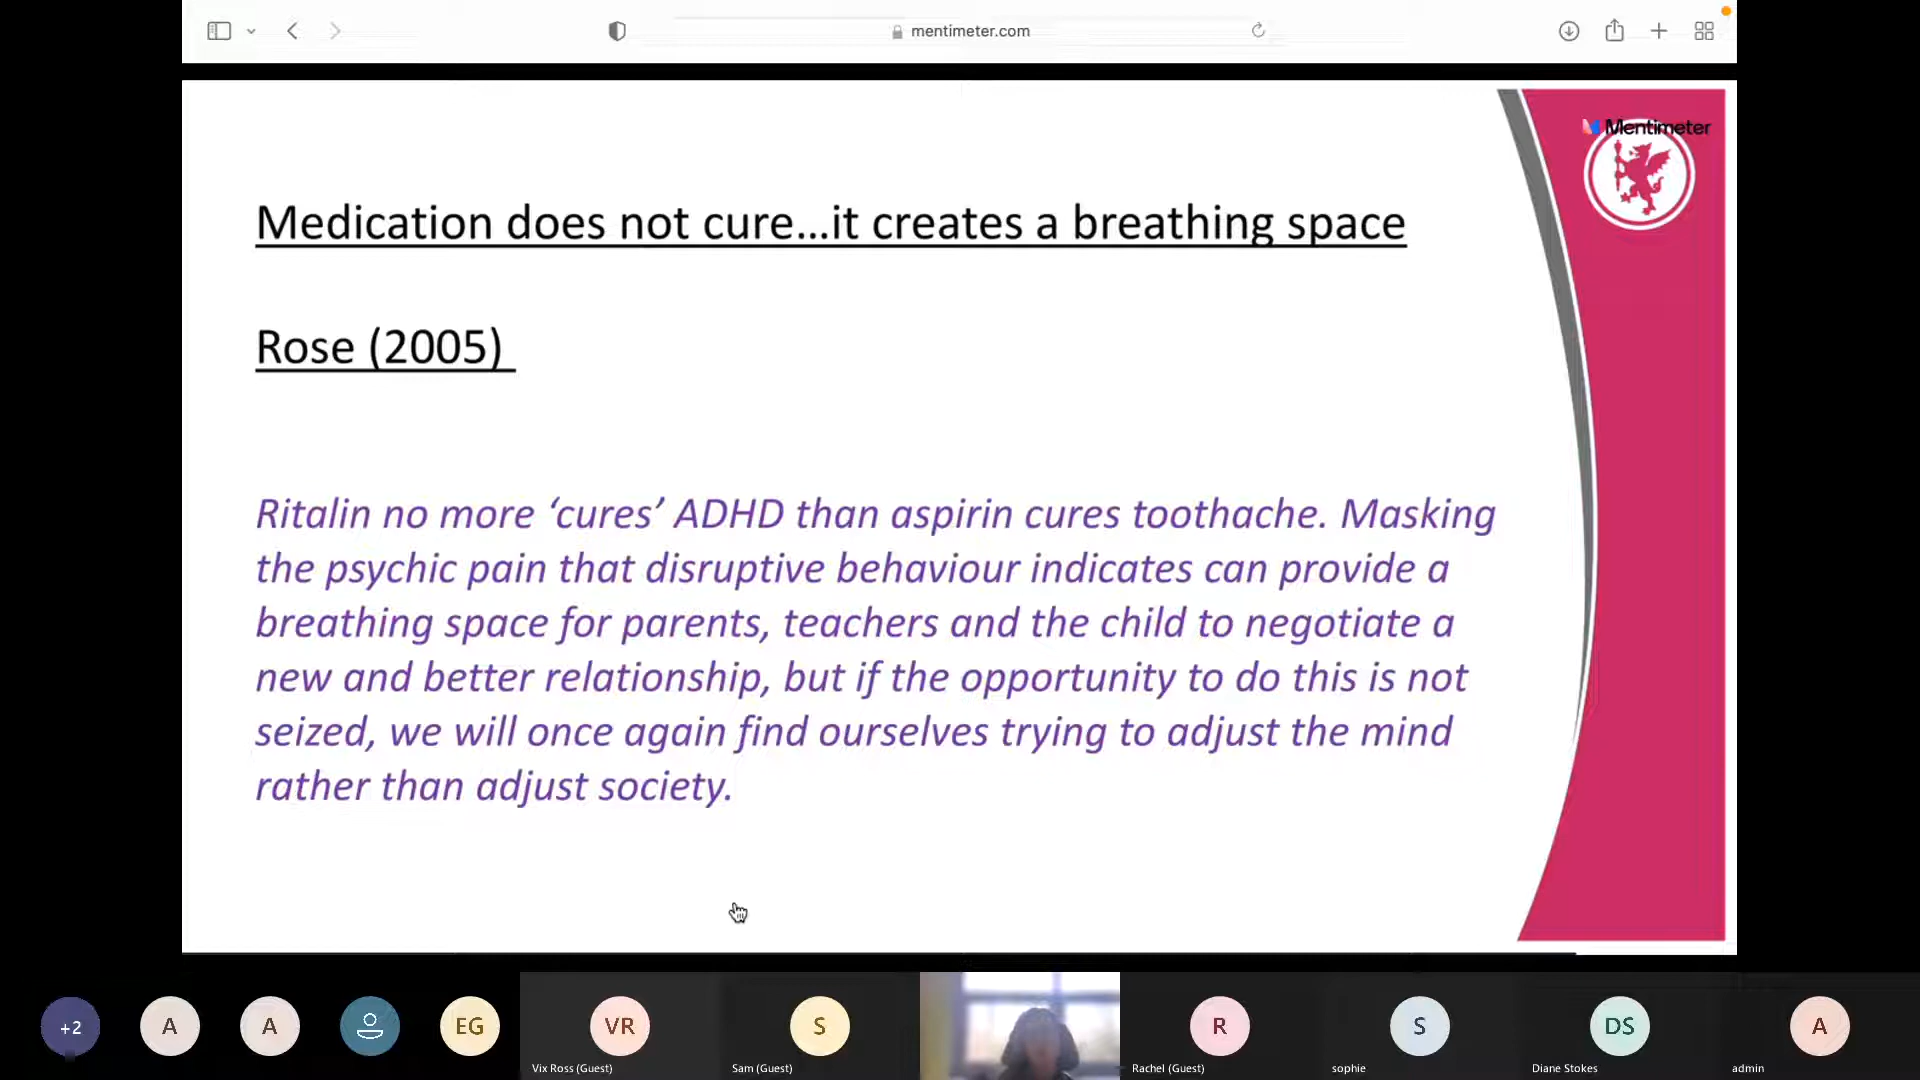 mentimeter.com
Mentimeter
Medication does not cure...it creates a breathing space
Rose (2005)
Ritalin no more ‘cures’ ADHD than aspirin cures toothache. Masking
the psychic pain that disruptive behaviour indicates can provide a
breathing space for parents, teachers and the child to negotiate a
new and better relationship, but if the opportunity to do this is not
seized, we will once again find ourselves trying to adjust the mind
rather than adjust society.
+2
A
A
EG
VR
S
R
S
DS
A
Vix Ross (Guest)
Sam (Guest)
Rachel (Guest)
sophie
Diane Stokes
admin